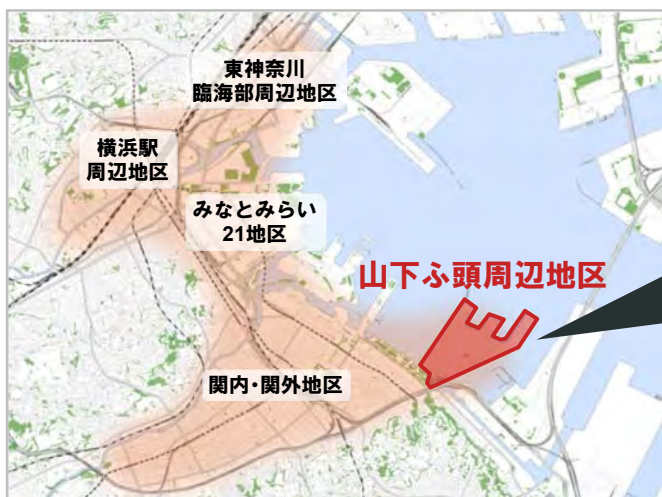 東神奈川
臨海部周辺地区
横浜駅
周辺地区
みなとみらい
21地区
山下ふ頭周辺地区
関内・関外地区